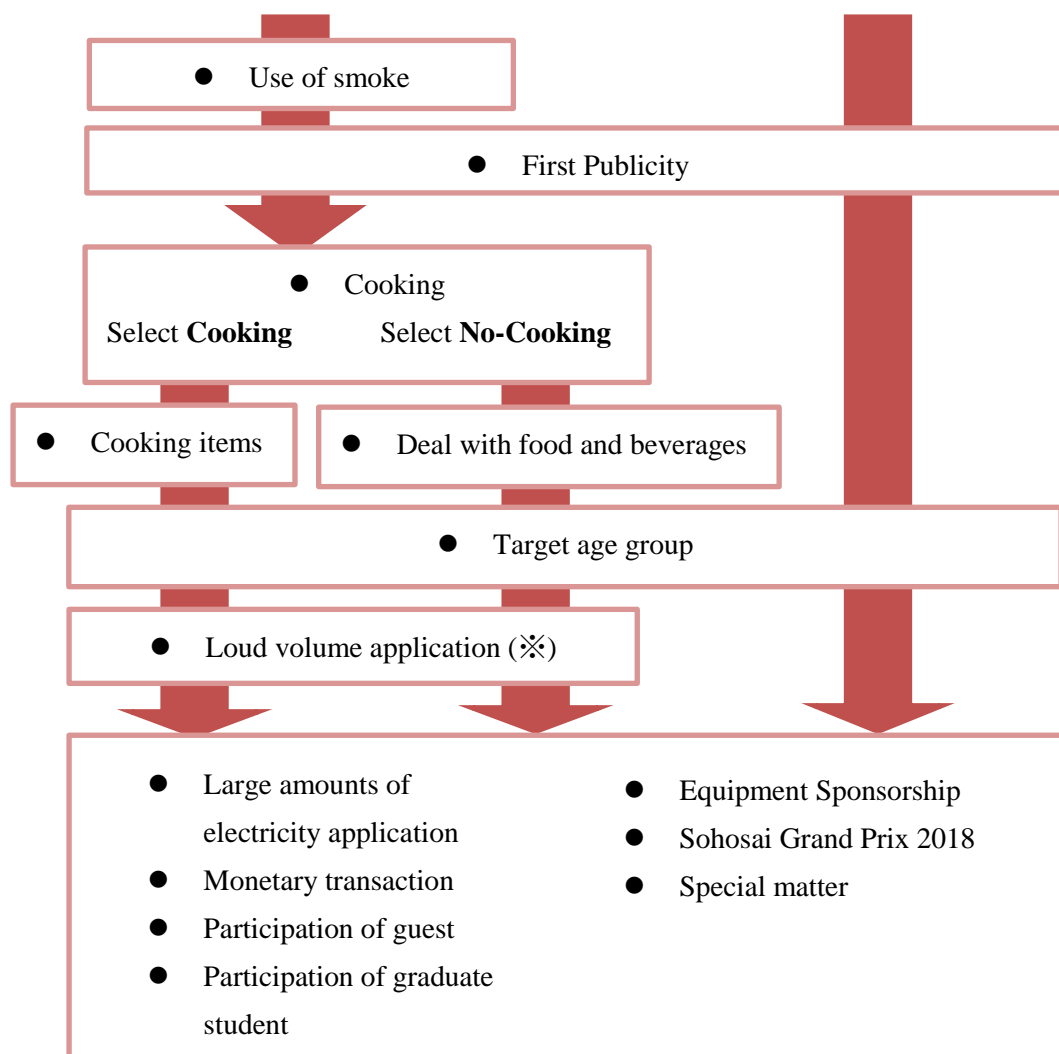 ● Use of smoke
● First Publicity
● Cooking
Select Cooking Select No-Cooking
● Cooking items
● Deal with food and beverages
● Target age group
● Loud volume application (※)
● Large amounts of
electricity application
● Monetary transaction
● Participation of guest
● Participation of graduate
student
● Equipment Sponsorship
● Sohosai Grand Prix 2018
● Special matter